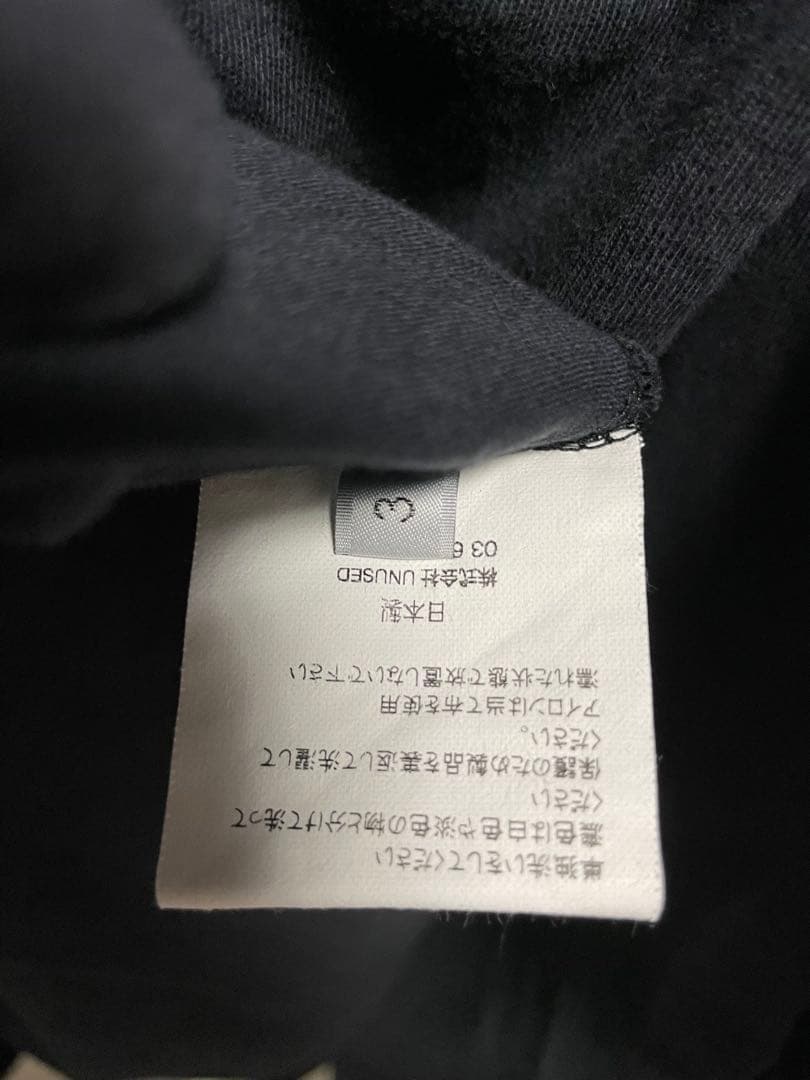 単独洗いをしてください
濃色は白色や淡色の物と分けて洗って
ください
保護のため製品を裏返して洗濯して
ください。
アイロンは当て布を使用
濡れた状態で放置しないで下さい
日本製
株式会社 UNUSED
03 6
3